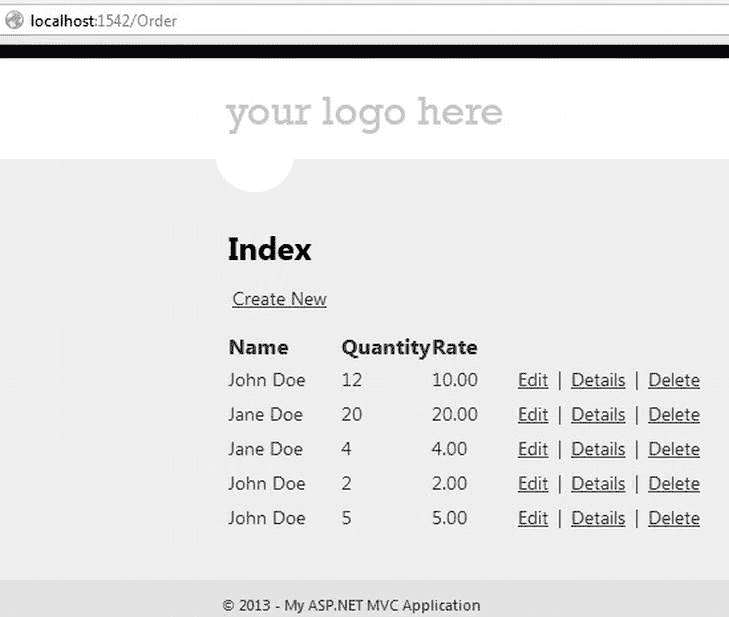 localhost:1542/Order
your logo here
Index
Create New
Name Quantity Rate
John Doe 12 10.00 Edit | Details | Delete
Jane Doe 20 20.00 Edit | Details | Delete
Jane Doe 4 4.00 Edit | Details | Delete
John Doe 2 2.00 Edit | Details | Delete
John Doe 5 5.00 Edit | Details | Delete
© 2013 - My ASP.NET MVC Application